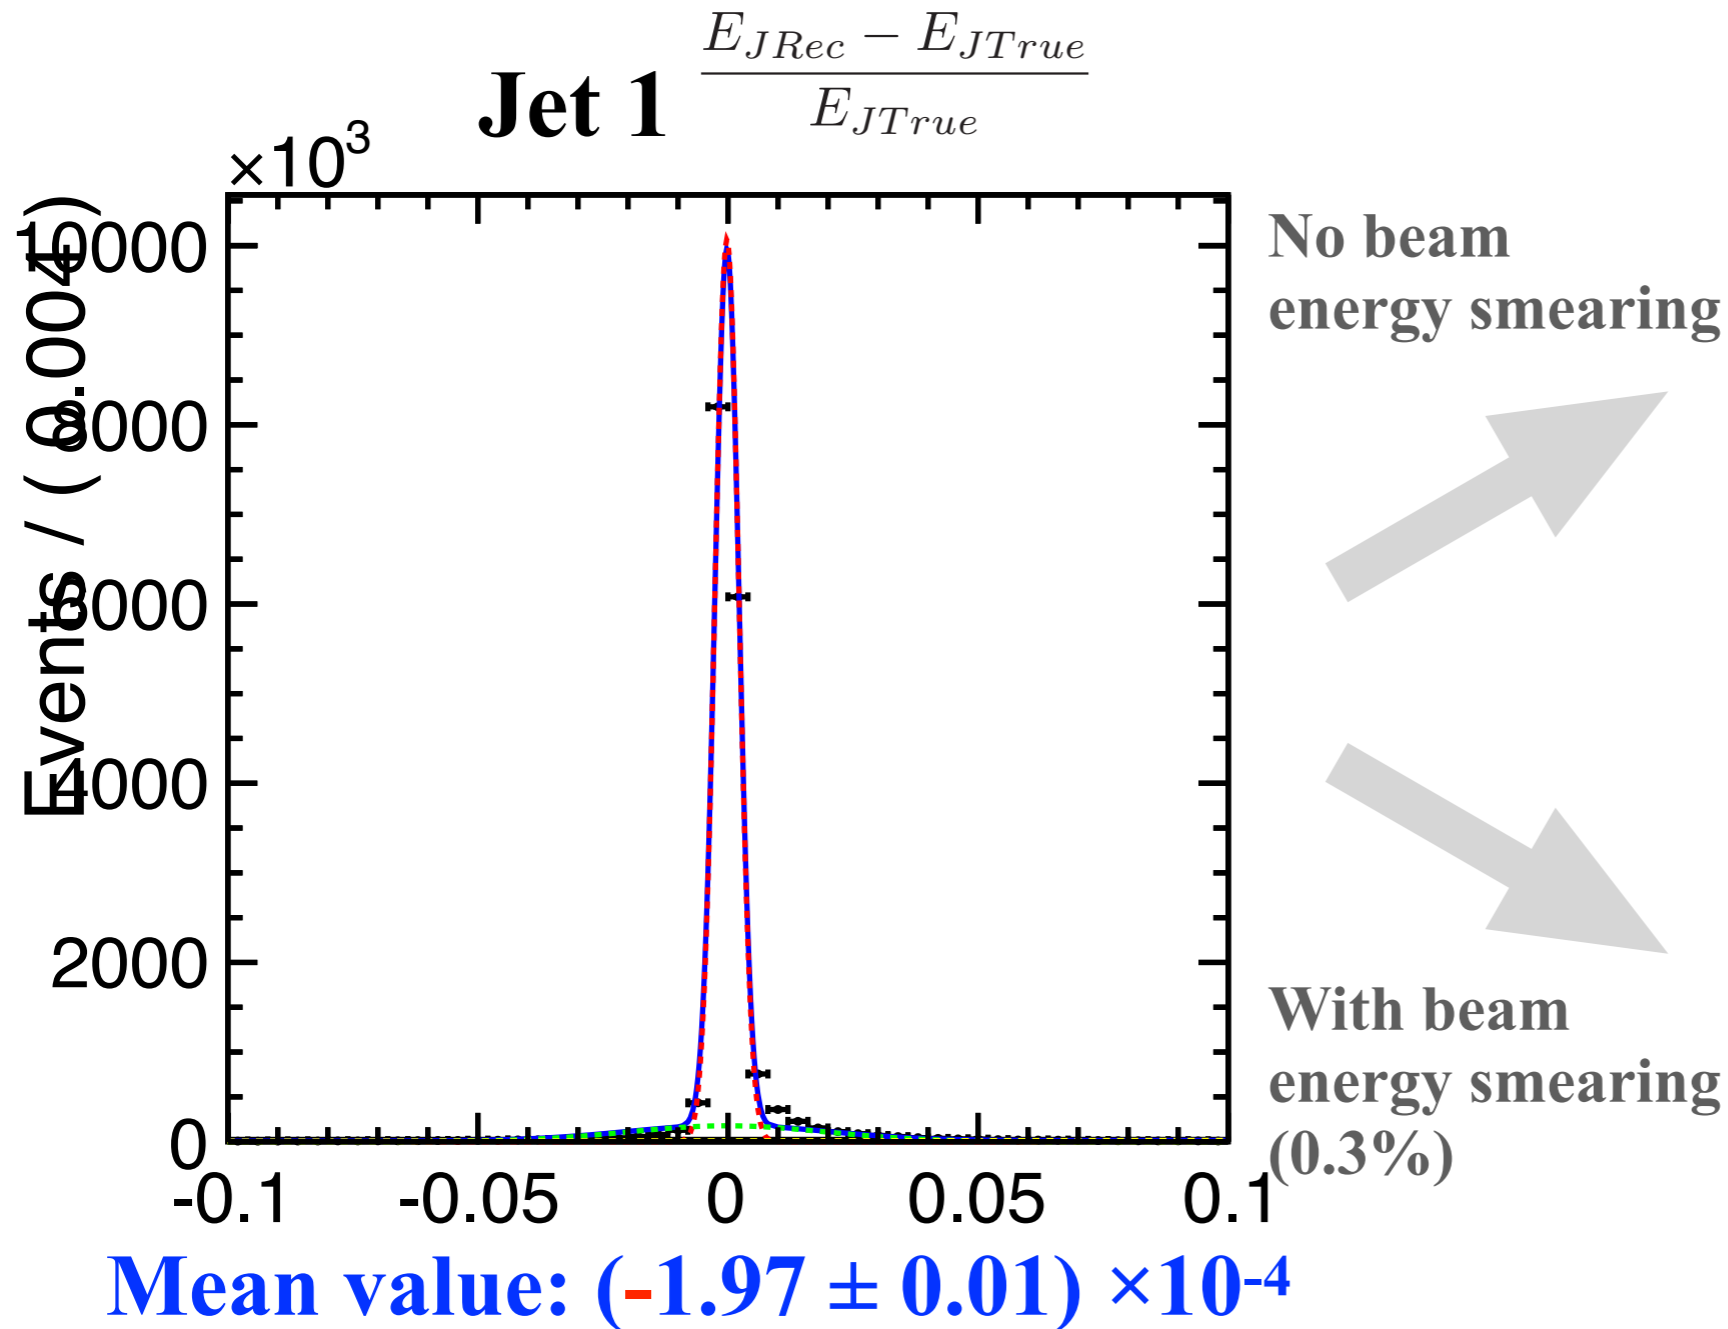 Jet 1 \frac{E_{JRec} - E_{JTrue}}{E_{JTrue}}
×10³
Events / ( 0.004 )
10000
8000
6000
4000
2000
0
-0.1 -0.05 0 0.05 0.1
No beam
energy smearing
With beam
energy smearing
(0.3%)
Mean value: (-1.97 ± 0.01) ×10⁻⁴